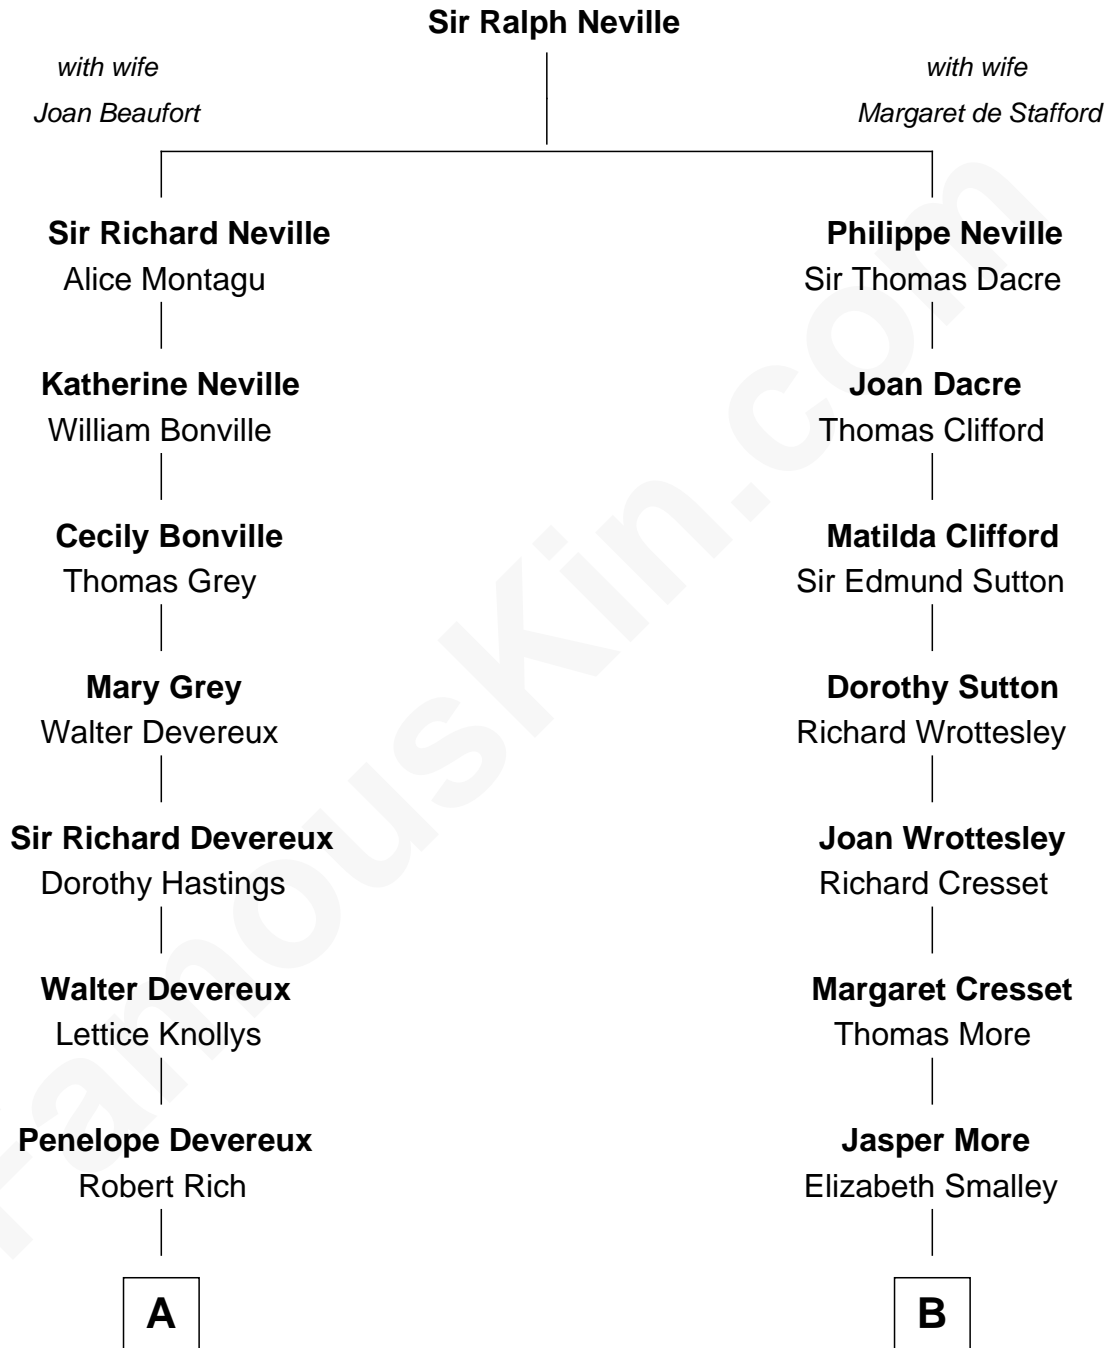 Sir Ralph Neville
with wife
Joan Beaufort
with wife
Margaret de Stafford
Sir Richard Neville
Alice Montagu
Philippe Neville
Sir Thomas Dacre
Katherine Neville
William Bonville
Joan Dacre
Thomas Clifford
Cecily Bonville
Thomas Grey
Matilda Clifford
Sir Edmund Sutton
Mary Grey
Walter Devereux
Dorothy Sutton
Richard Wrottesley
Sir Richard Devereux
Dorothy Hastings
Joan Wrottesley
Richard Cresset
Walter Devereux
Lettice Knollys
Margaret Cresset
Thomas More
Penelope Devereux
Robert Rich
Jasper More
Elizabeth Smalley
A
B
FamousKin.com